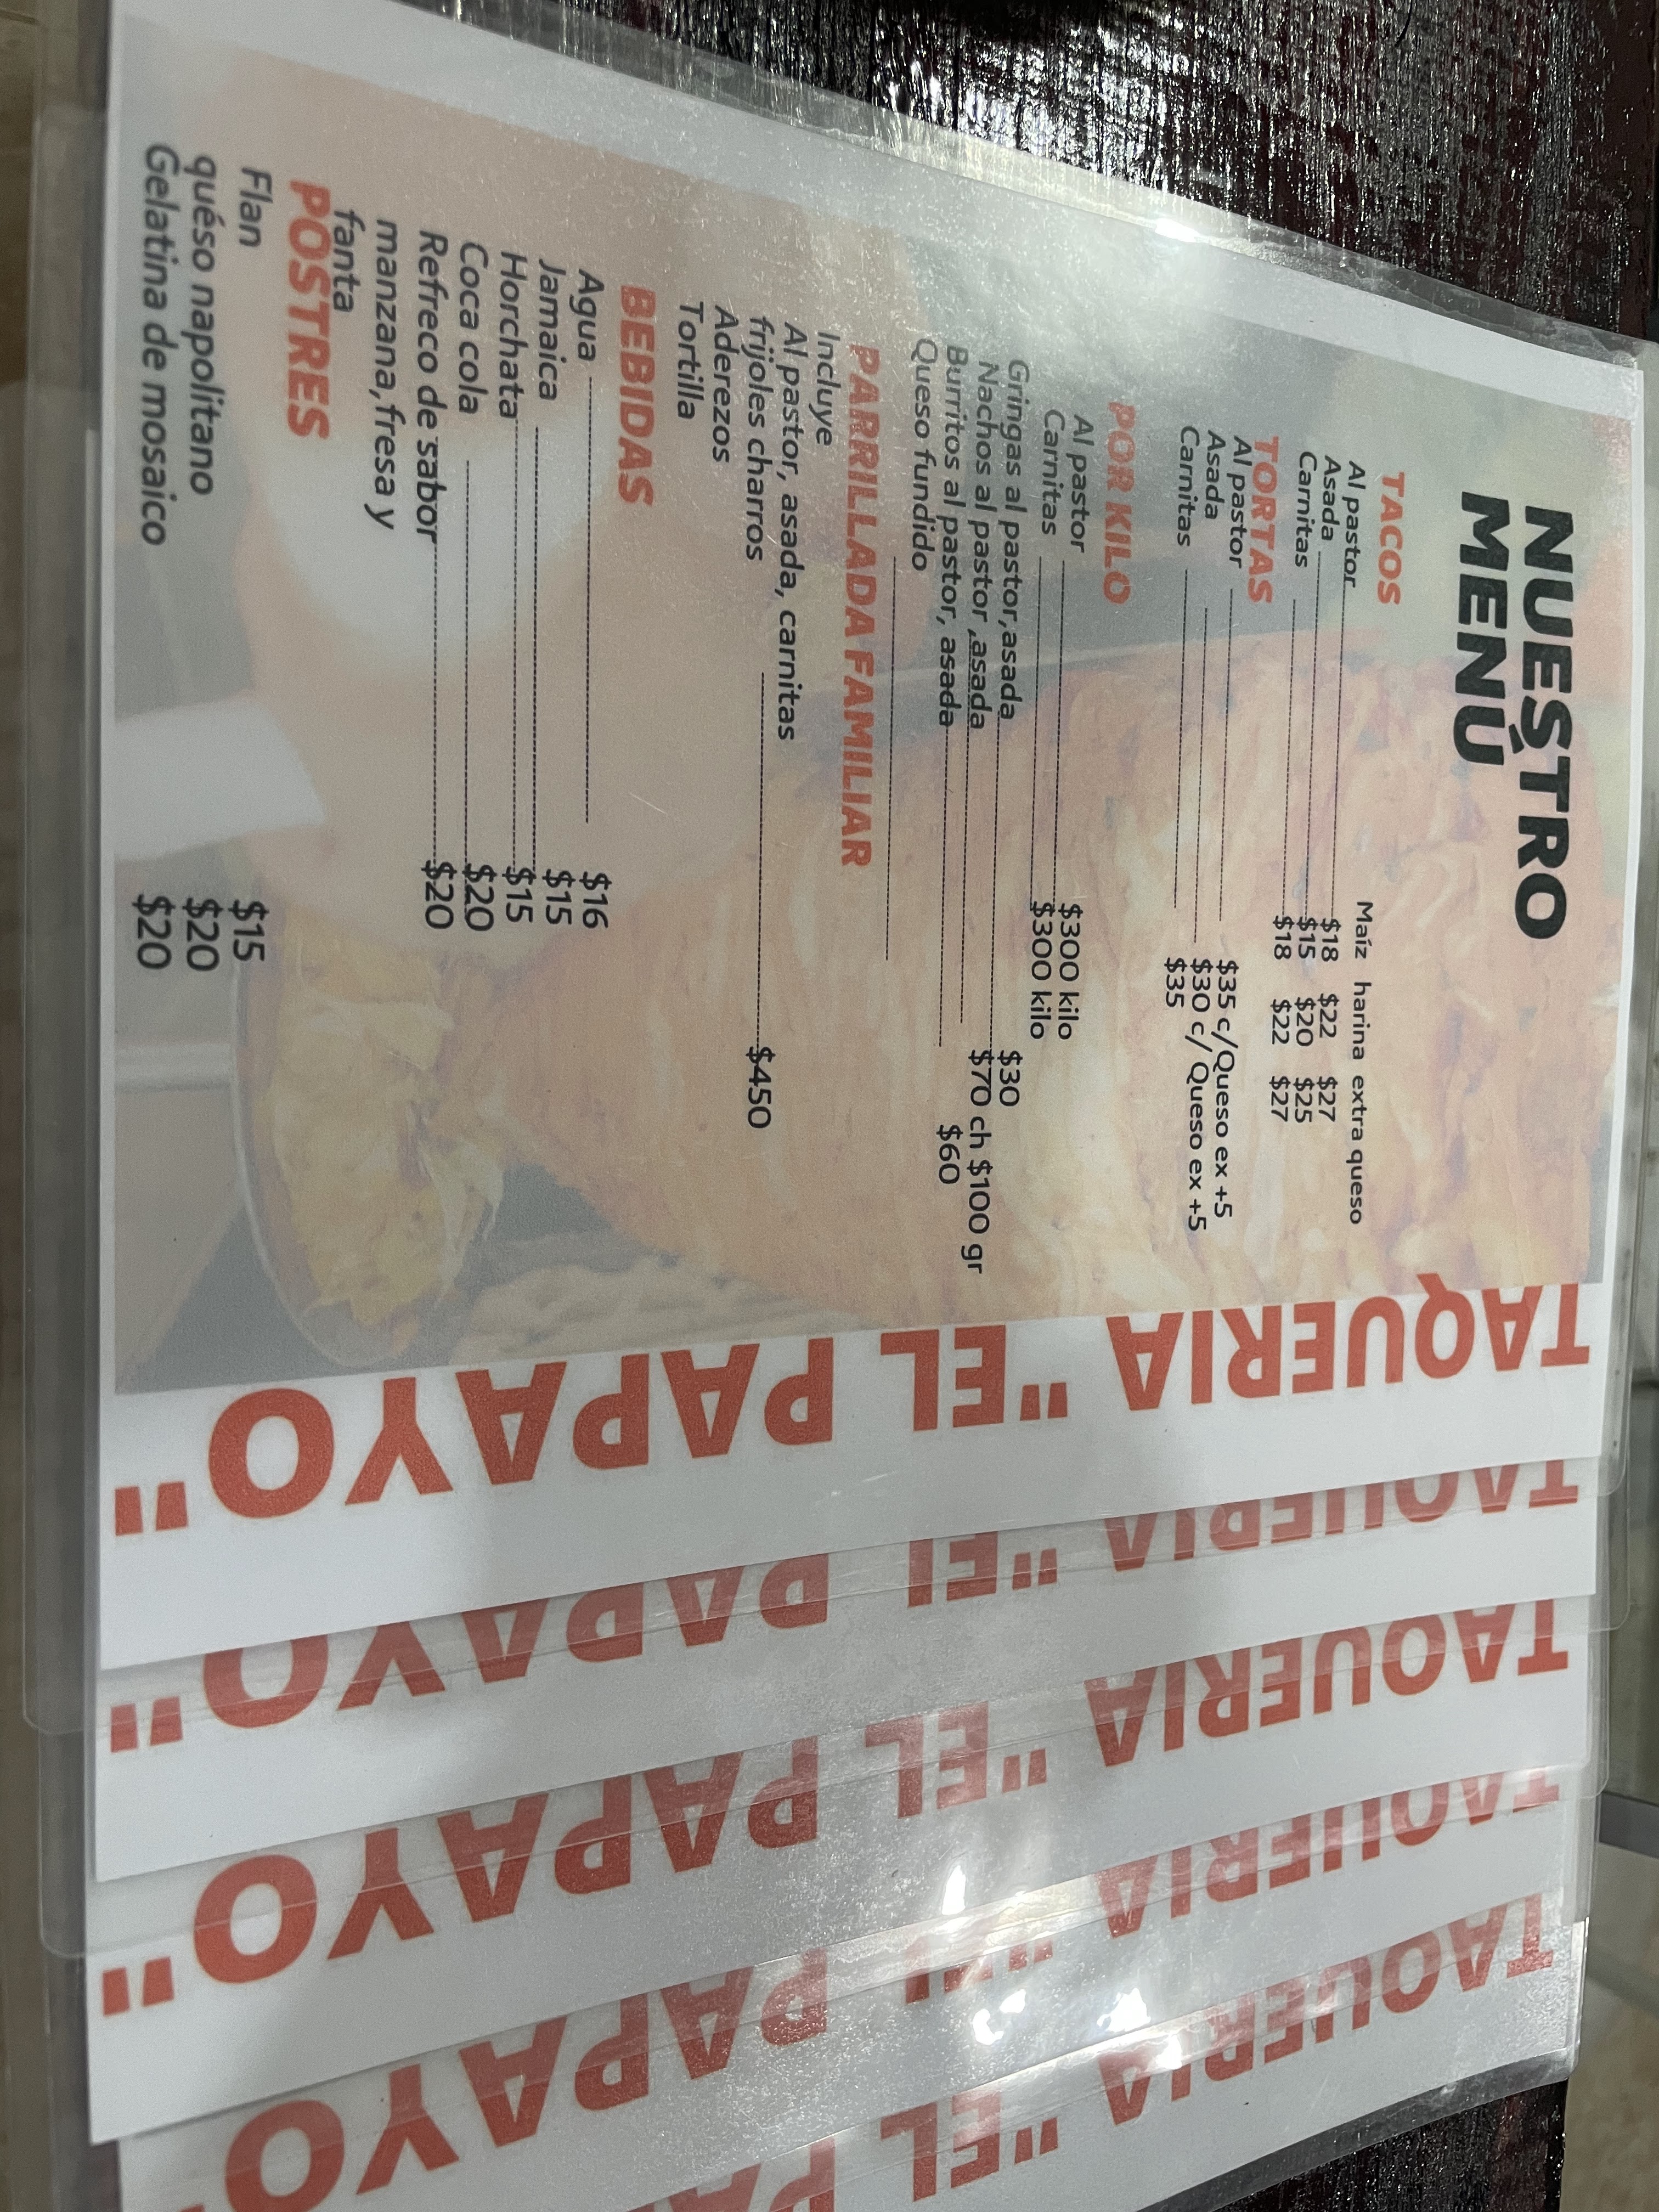 NUESTRO
MENÚ
TACOS
Maíz harina extra queso
Al pastor $18 $22 $27
Asada $15 $20 $25
Carnitas $18 $22 $27
TORTAS
Al pastor $35 c/Queso ex +5
Asada $30 c/Queso ex +5
Carnitas $35
POR KILO
Al pastor $300 kilo
Carnitas $300 kilo
Gringas al pastor,asada $30
Nachos al pastor ,asada $70 ch $100 gr
Burritos al pastor, asada $60
Queso fundido
PARRILLADA FAMILIAR
Incluye
Al pastor, asada, carnitas
frijoles charros $450
Aderezos
Tortilla
BEBIDAS
Agua $16
Jamaica $15
Horchata $15
Coca cola $20
Refreco de sabor $20
manzana,fresa y
fanta
POSTRES
Flan $15
quéso napolitano $20
Gelatina de mosaico $20
TAQUERIA "EL PAPAYO"
TAQUERIA "EL PAPAYO"
TAQUERIA "EL PAPAYO"
TAQUERIA "EL PAPAYO"
TAQUERIA "EL PA